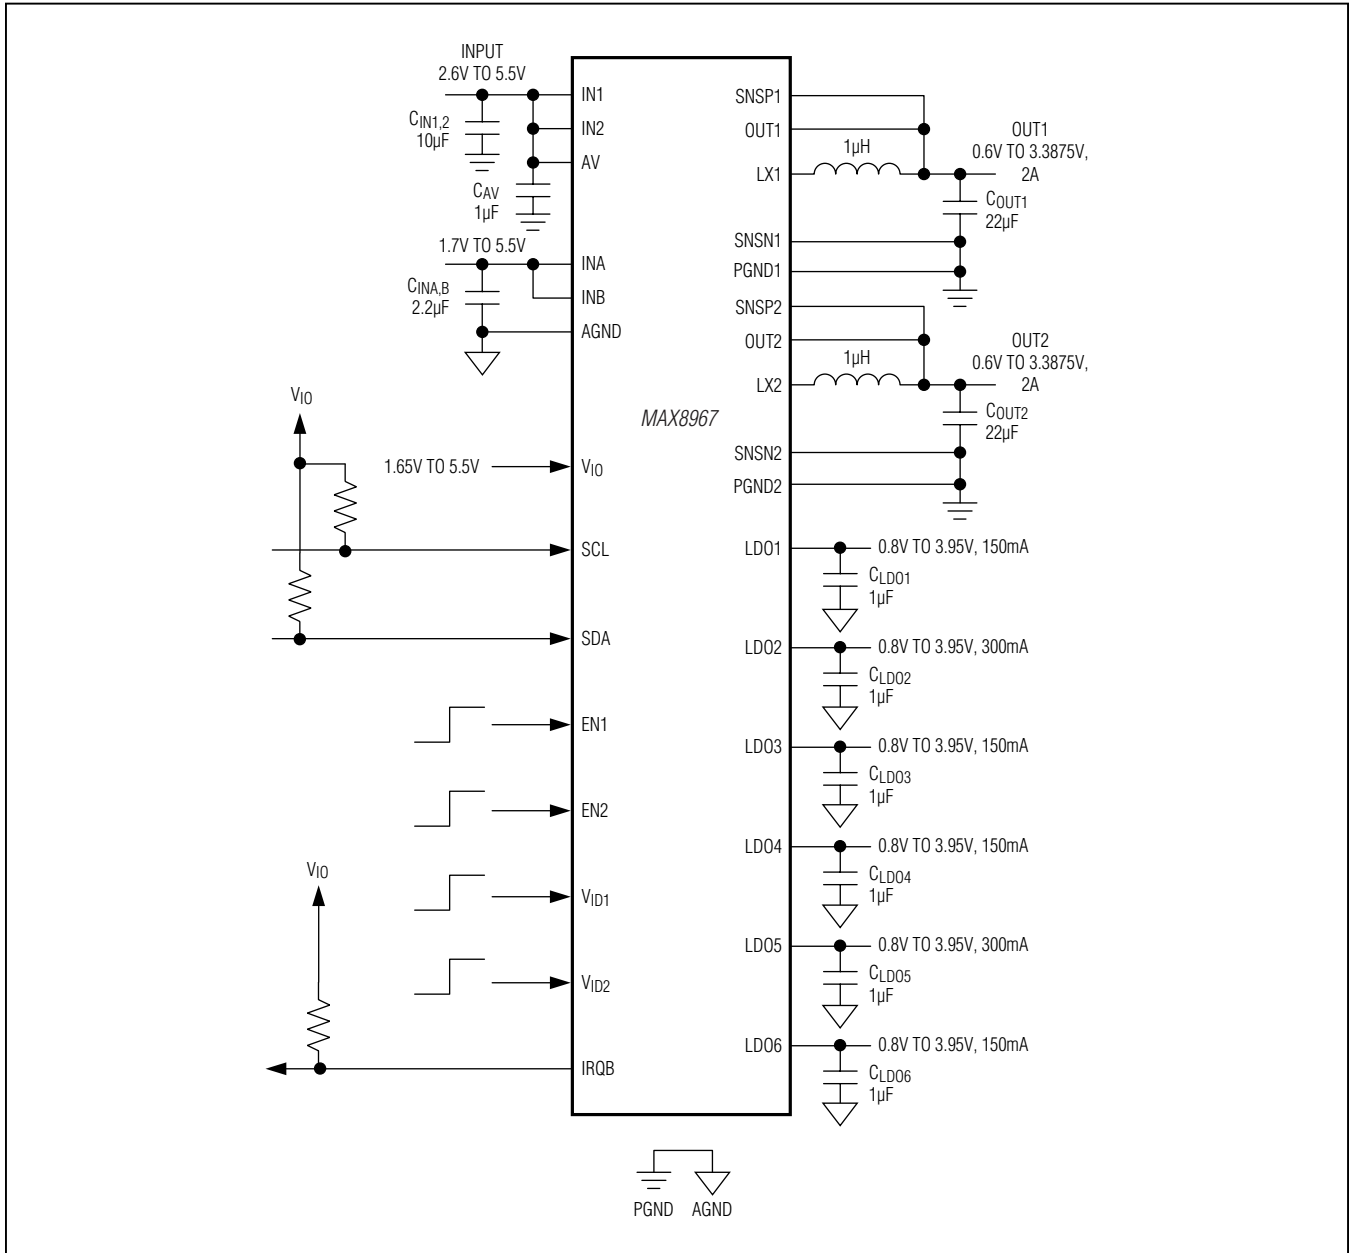 INPUT
2.6V TO 5.5V
CIN1,2
10µF
CAV
1µF
1.7V TO 5.5V
CINA,B
2.2µF
VIO
1.65V TO 5.5V
VIO
IN1
IN2
AV
INA
INB
AGND
VIO
SCL
SDA
EN1
EN2
VID1
VID2
IRQB
MAX8967
SNSP1
OUT1
LX1
SNSN1
PGND1
SNSP2
OUT2
LX2
SNSN2
PGND2
LDO1
LDO2
LDO3
LDO4
LDO5
LDO6
1µH
OUT1
0.6V TO 3.3875V,
2A
COUT1
22µF
1µH
OUT2
0.6V TO 3.3875V,
2A
COUT2
22µF
0.8V TO 3.95V, 150mA
CLDO1
1µF
0.8V TO 3.95V, 300mA
CLDO2
1µF
0.8V TO 3.95V, 150mA
CLDO3
1µF
0.8V TO 3.95V, 150mA
CLDO4
1µF
0.8V TO 3.95V, 300mA
CLDO5
1µF
0.8V TO 3.95V, 150mA
CLDO6
1µF
PGND AGND